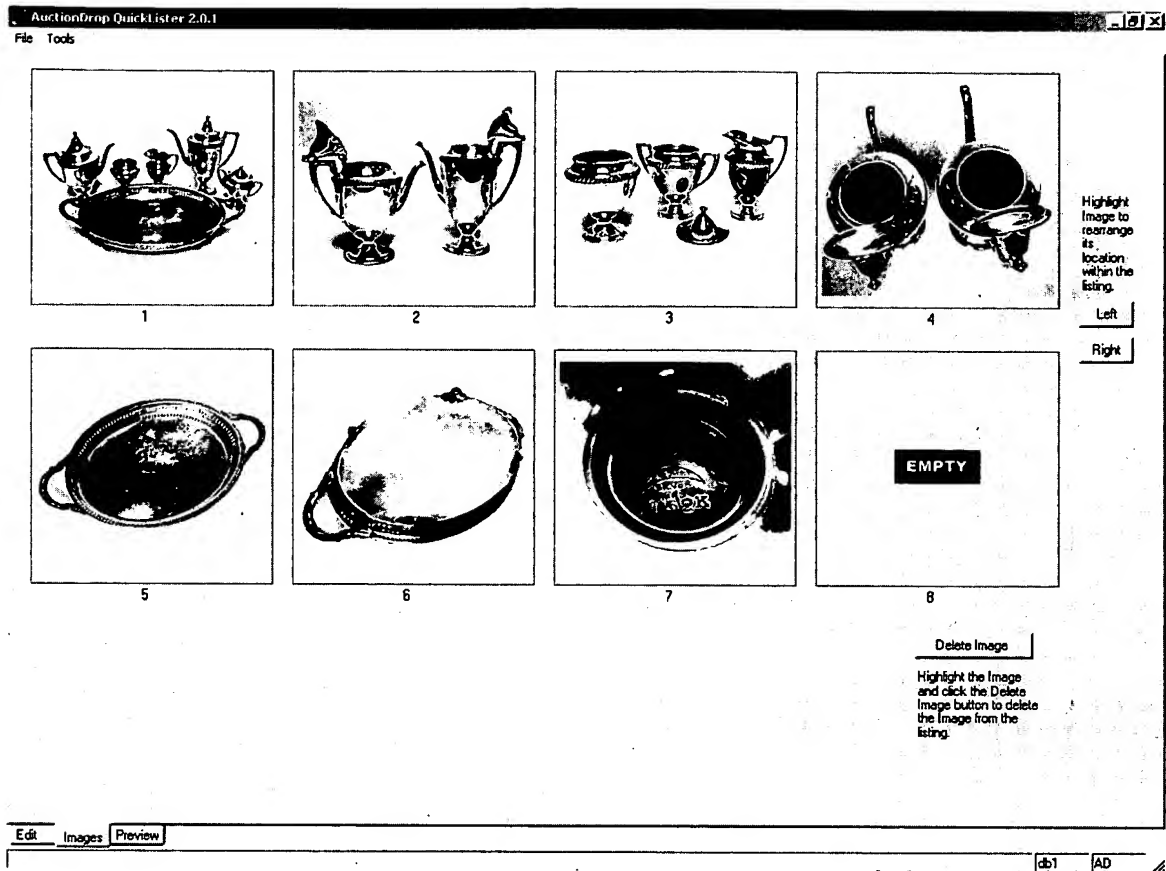 AuctionDrop QuickLister 2.0.1
File Tools
1 2 3 4
Highlight
Image to
rearrange
its
location
within the
listing.
Left
Right
EMPTY
5 6 7 8
Delete Image
Highlight the Image
and click the Delete
Image button to delete
the Image from the
listing.
Edit Images Preview
db1 AD